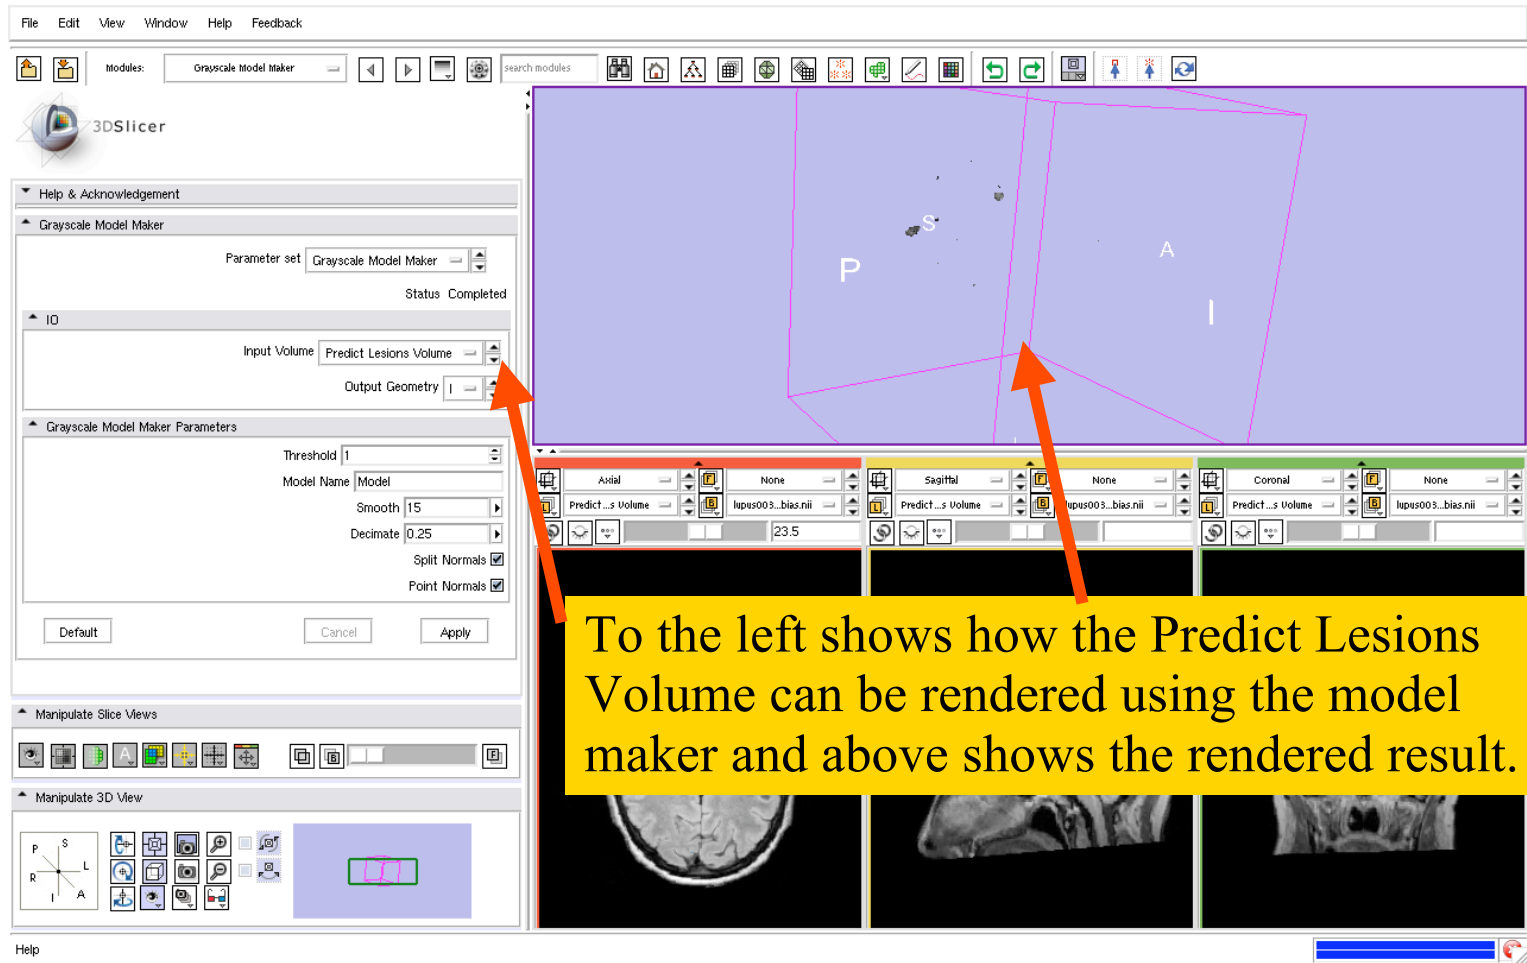 File Edit View Window Help Feedback
Modules: Grayscale Model Maker search modules
3DSlicer
Help & Acknowledgement
Grayscale Model Maker
Parameter set Grayscale Model Maker
Status Completed
IO
Input Volume Predict Lesions Volume
Output Geometry
Grayscale Model Maker Parameters
Threshold 1
Model Name Model
Smooth 15
Decimate 0.25
Split Normals
Point Normals
Default Cancel Apply
Manipulate Slice Views
A
B F
Manipulate 3D View
P S
R L
I A
S
P
A
I
Axial F None
L Predict...s Volume B lupus003...bias.nii
23.5
Sagittal F None
L Predict...s Volume B lupus003...bias.nii
Coronal F None
L Predict...s Volume B lupus003...bias.nii
To the left shows how the Predict Lesions
Volume can be rendered using the model
maker and above shows the rendered result.
Help